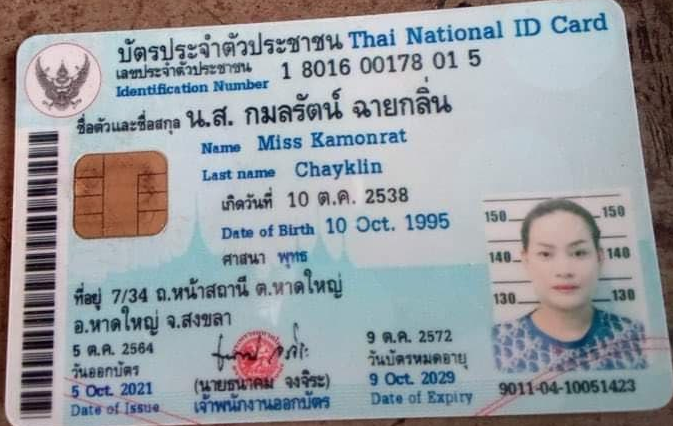 บัตรประจำตัวประชาชน Thai National ID Card
เลขประจำตัวประชาชน 1 8016 00178 01 5
Identification Number
ชื่อตัวและชื่อสกุล น.ส. กมลรัตน์ ฉายกลิ่น
Name Miss Kamonrat
Last name Chayklin
เกิดวันที่ 10 ต.ค. 2538
Date of Birth 10 Oct. 1995
ศาสนา พุทธ
ที่อยู่ 7/34 ถ.หน้าสถานี ต.หาดใหญ่
อ.หาดใหญ่ จ.สงขลา
5 ต.ค. 2564
วันออกบัตร
5 Oct. 2021
Date of Issue
(นายธนาคม จงจิระ)
เจ้าพนักงานออกบัตร
9 ต.ค. 2572
วันบัตรหมดอายุ
9 Oct. 2029
Date of Expiry
150 150
140 140
130 130
9011-04-10051423